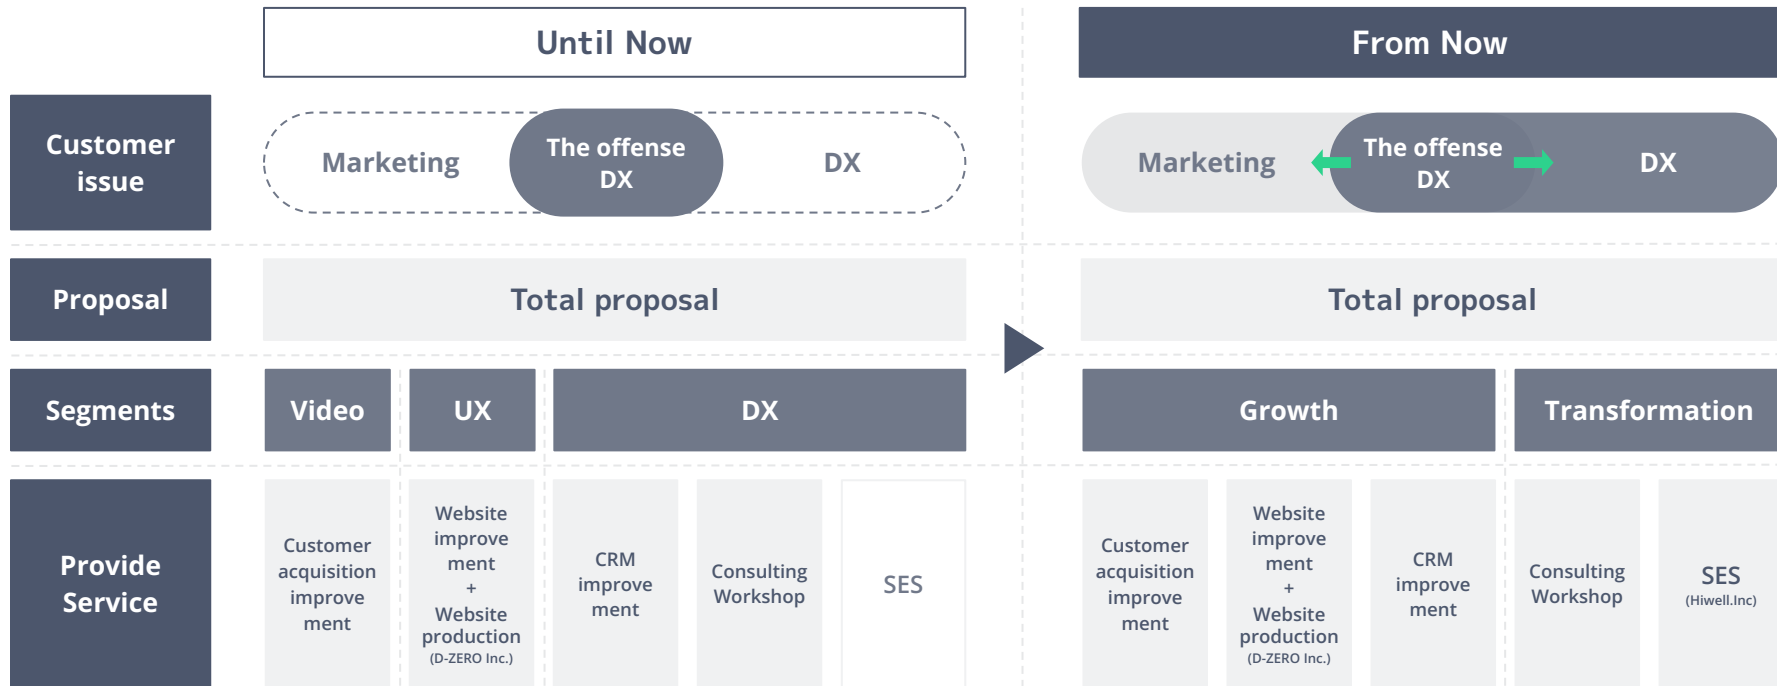 Until Now
From Now
Customer
issue
Marketing
The offense
DX
DX
Marketing
The offense
DX
DX
Proposal
Total proposal
Total proposal
Segments
Video
UX
DX
Growth
Transformation
Provide
Service
Customer
acquisition
improve
ment
Website
improve
ment
+
Website
production
(D-ZERO Inc.)
CRM
improve
ment
Consulting
Workshop
SES
Customer
acquisition
improve
ment
Website
improve
ment
+
Website
production
(D-ZERO Inc.)
CRM
improve
ment
Consulting
Workshop
SES
(Hiwell.Inc)